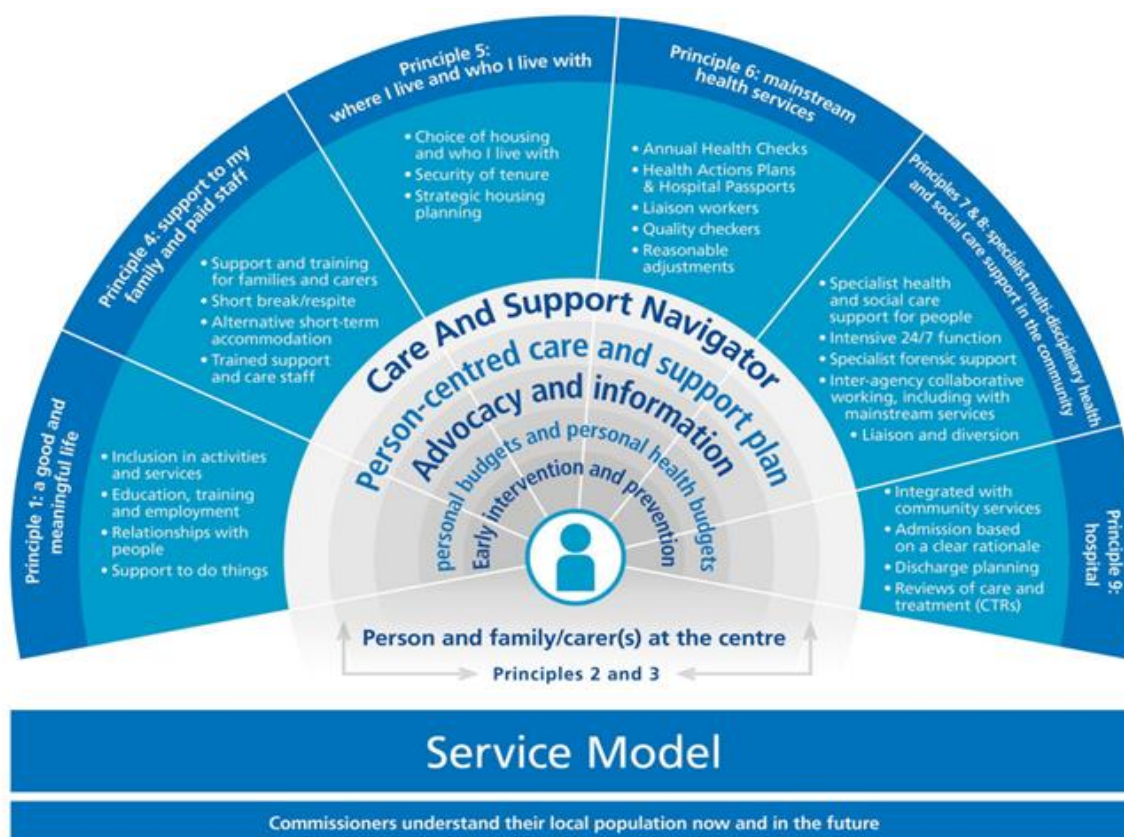 Principle 1: a good and
meaningful life
• Inclusion in activities
and services
• Education, training
and employment
• Relationships with
people
• Support to do things
Principle 4: support to my
family and paid staff
• Support and training
for families and carers
• Short break/respite
• Alternative short-term
accommodation
• Trained support
and care staff
Principle 5:
where I live and who I live with
• Choice of housing
and who I live with
• Security of tenure
• Strategic housing
planning
Principle 6: mainstream
health services
• Annual Health Checks
• Health Actions Plans
& Hospital Passports
• Liaison workers
• Quality checkers
• Reasonable
adjustments
Principles 7 & 8: specialist multi-disciplinary health
and social care support in the community
• Specialist health
and social care
support for people
• Intensive 24/7 function
• Specialist forensic support
• Inter-agency collaborative
working, including with
mainstream services
• Liaison and diversion
Principle 9:
hospital
• Integrated with
community services
• Admission based
on a clear rationale
• Discharge planning
• Reviews of care and
treatment (CTRs)
Care And Support Navigator
Person-centred care and support plan
Advocacy and information
personal budgets and personal health budgets
Early intervention and prevention
Person and family/carer(s) at the centre
Principles 2 and 3
Service Model
Commissioners understand their local population now and in the future